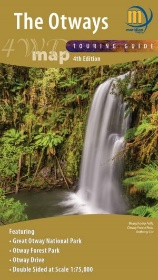 The Otways
meridian
4WD map
TOURING GUIDE
4th Edition
Featuring
• Great Otway National Park
• Otway Forest Park
• Otway Drive
• Double Sided at Scale 1:75,000